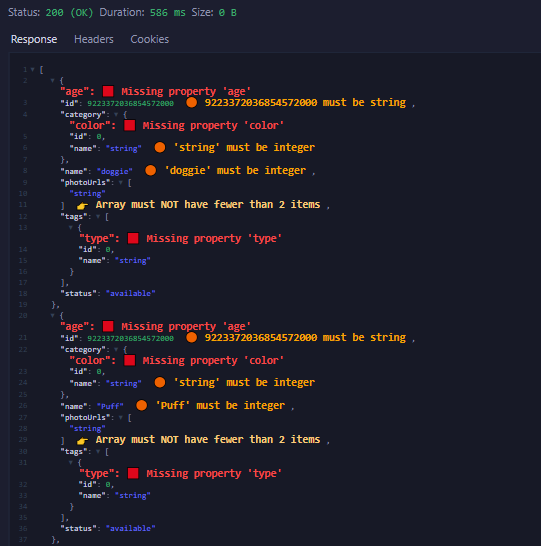 Status: 200 (OK) Duration: 586 ms Size: 0 B
Response Headers Cookies
1 [
2 {
"age": Missing property 'age'
3 "id": 9223372036854572000 9223372036854572000 must be string ,
4 "category": {
"color": Missing property 'color'
5 "id": 0,
6 "name": "string" 'string' must be integer
7 },
8 "name": "doggie" 'doggie' must be integer ,
9 "photoUrls": [
10 "string"
11 ] Array must NOT have fewer than 2 items ,
12 "tags": [
13 {
"type": Missing property 'type'
14 "id": 0,
15 "name": "string"
16 }
17 ],
18 "status": "available"
19 },
20 {
"age": Missing property 'age'
21 "id": 9223372036854572000 9223372036854572000 must be string ,
22 "category": {
"color": Missing property 'color'
23 "id": 0,
24 "name": "string" 'string' must be integer
25 },
26 "name": "Puff" 'Puff' must be integer ,
27 "photoUrls": [
28 "string"
29 ] Array must NOT have fewer than 2 items ,
30 "tags": [
31 {
"type": Missing property 'type'
32 "id": 0,
33 "name": "string"
34 }
35 ],
36 "status": "available"
37 },